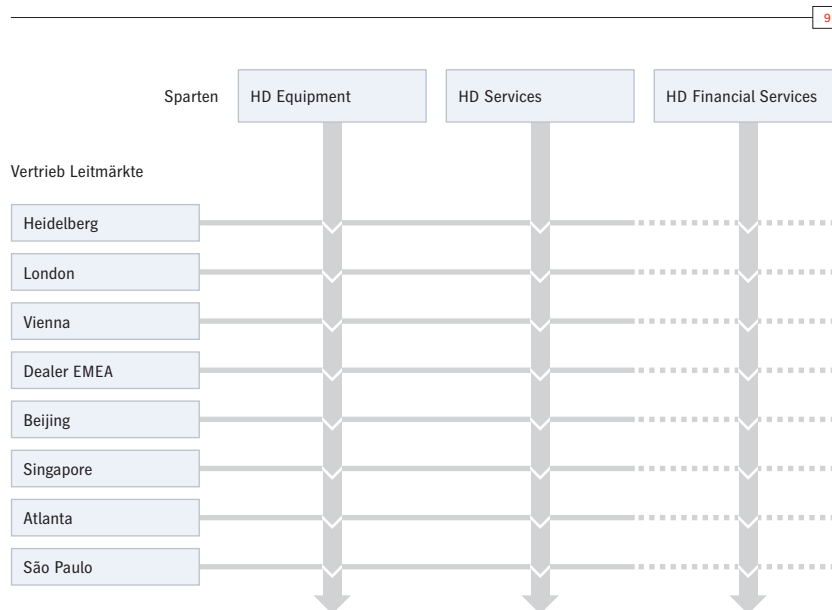 9
Sparten HD Equipment HD Services HD Financial Services
Vertrieb Leitmärkte
Heidelberg
London
Vienna
Dealer EMEA
Beijing
Singapore
Atlanta
São Paulo